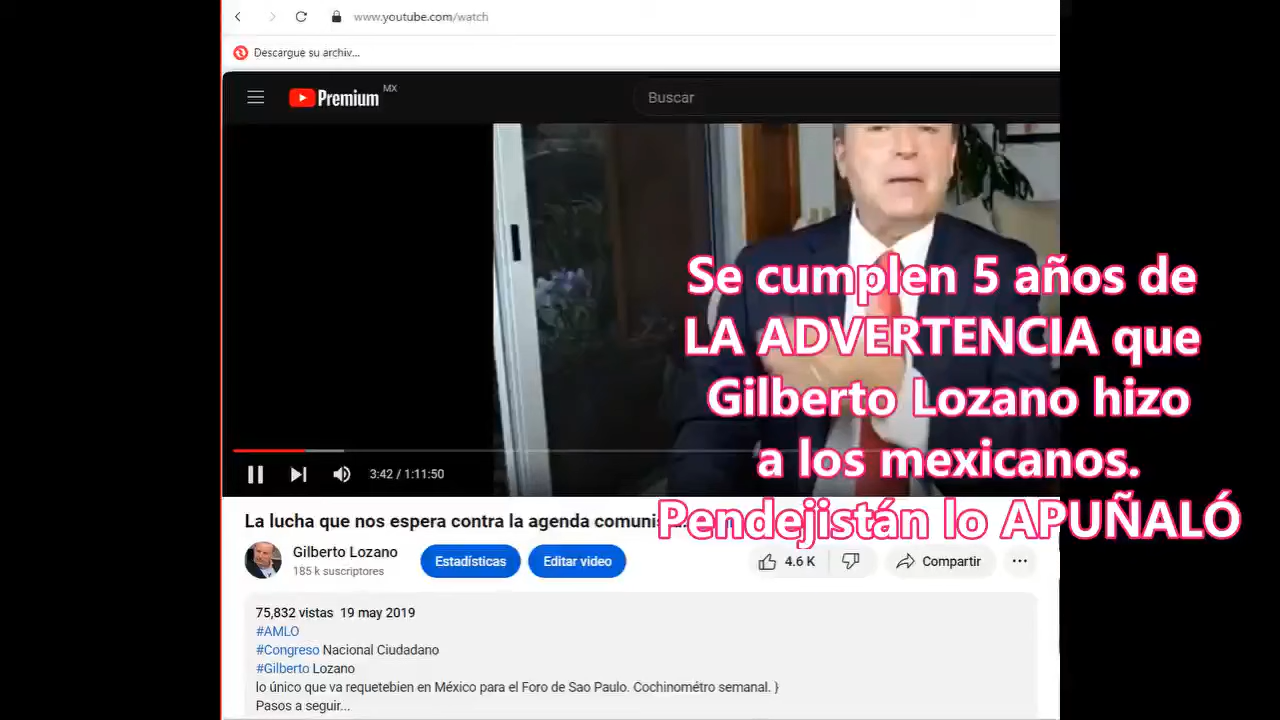 www.youtube.com/watch
Descargue su archiv...
Premium MX
Buscar
Se cumplen 5 años de
LA ADVERTENCIA que
Gilberto Lozano hizo
a los mexicanos.
Pendejistán lo APUÑALÓ
3:42 / 1:11:50
La lucha que nos espera contra la agenda
Gilberto Lozano
185 k suscriptores
Estadísticas
Editar video
4.6 K
Compartir
75,832 vistas 19 may 2019
#AMLO
#Congreso Nacional Ciudadano
#Gilberto Lozano
lo único que va requetebien en México para el Foro de Sao Paulo. Cochinométro semanal. }
Pasos a seguir...